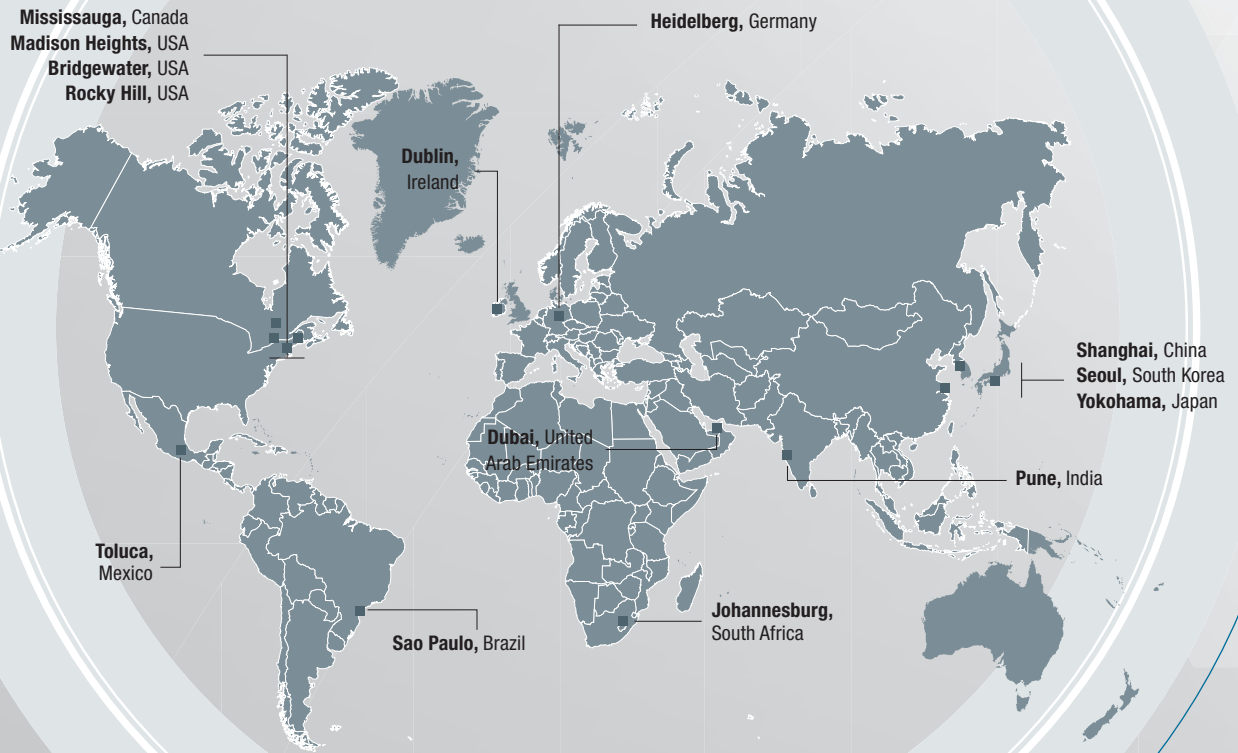 Mississauga, Canada
Madison Heights, USA
Bridgewater, USA
Rocky Hill, USA
Heidelberg, Germany
Dublin,
Ireland
Shanghai, China
Seoul, South Korea
Yokohama, Japan
Dubai, United
Arab Emirates
Pune, India
Toluca,
Mexico
Sao Paulo, Brazil
Johannesburg,
South Africa